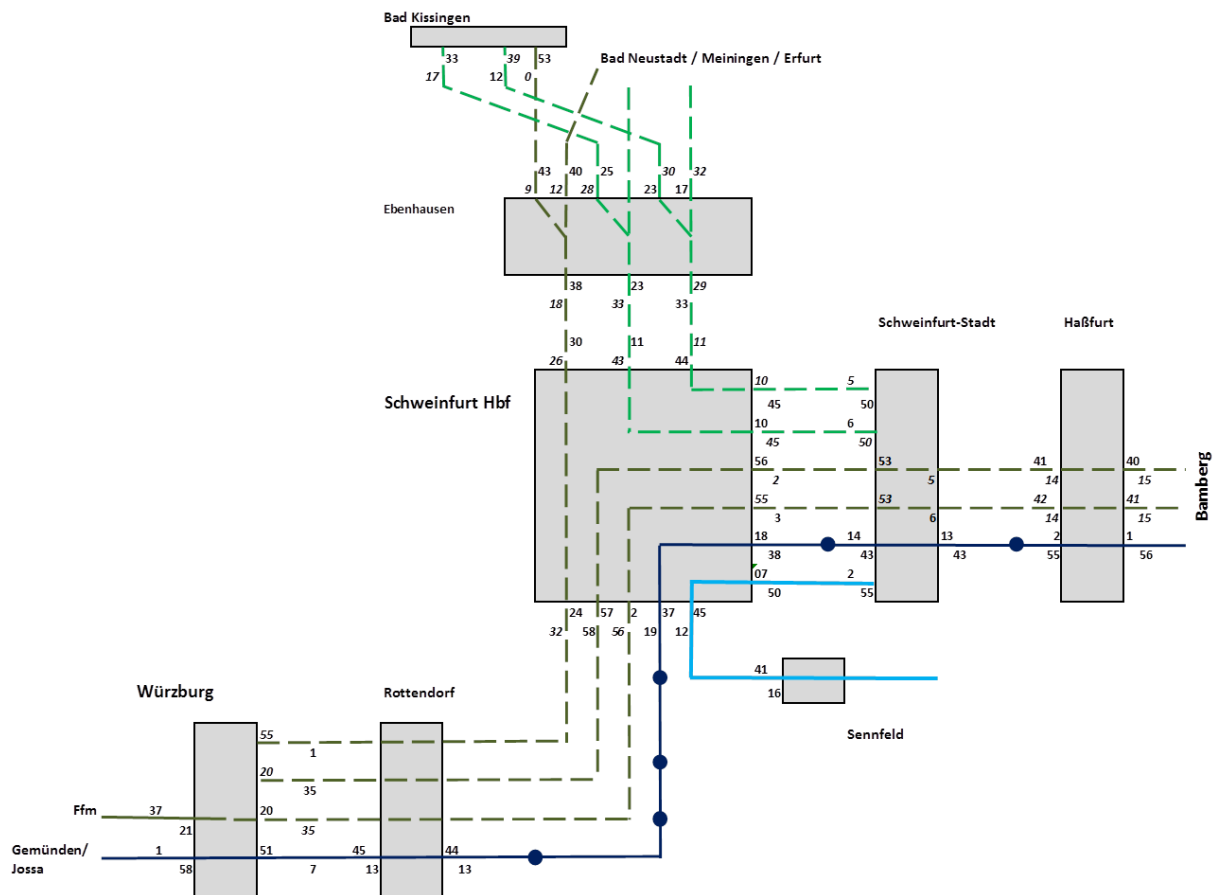 Bad Kissingen
33 39 53
17 12 0
Bad Neustadt / Meiningen / Erfurt
43 40 25 30 32
9 12 28 23 17
Ebenhausen
38 23 29
18 33 33
Schweinfurt-Stadt
Haßfurt
30 11 11
26 43 44
Schweinfurt Hbf
10 5
45 50
10 6
45 50
56 53 41 40
2 5 14 15
55 53 42 41
3 6 14 15
Bamberg
18 14 13 2 1
38 43 43 55 56
07 2
50 55
24 57 2 37 45
32 58 56 19 12
41
16
Sennfeld
Würzburg
Rottendorf
55
1
20
35
Ffm
37 20
21 35
Gemünden/
Jossa
1 51 45 44
58 7 13 13